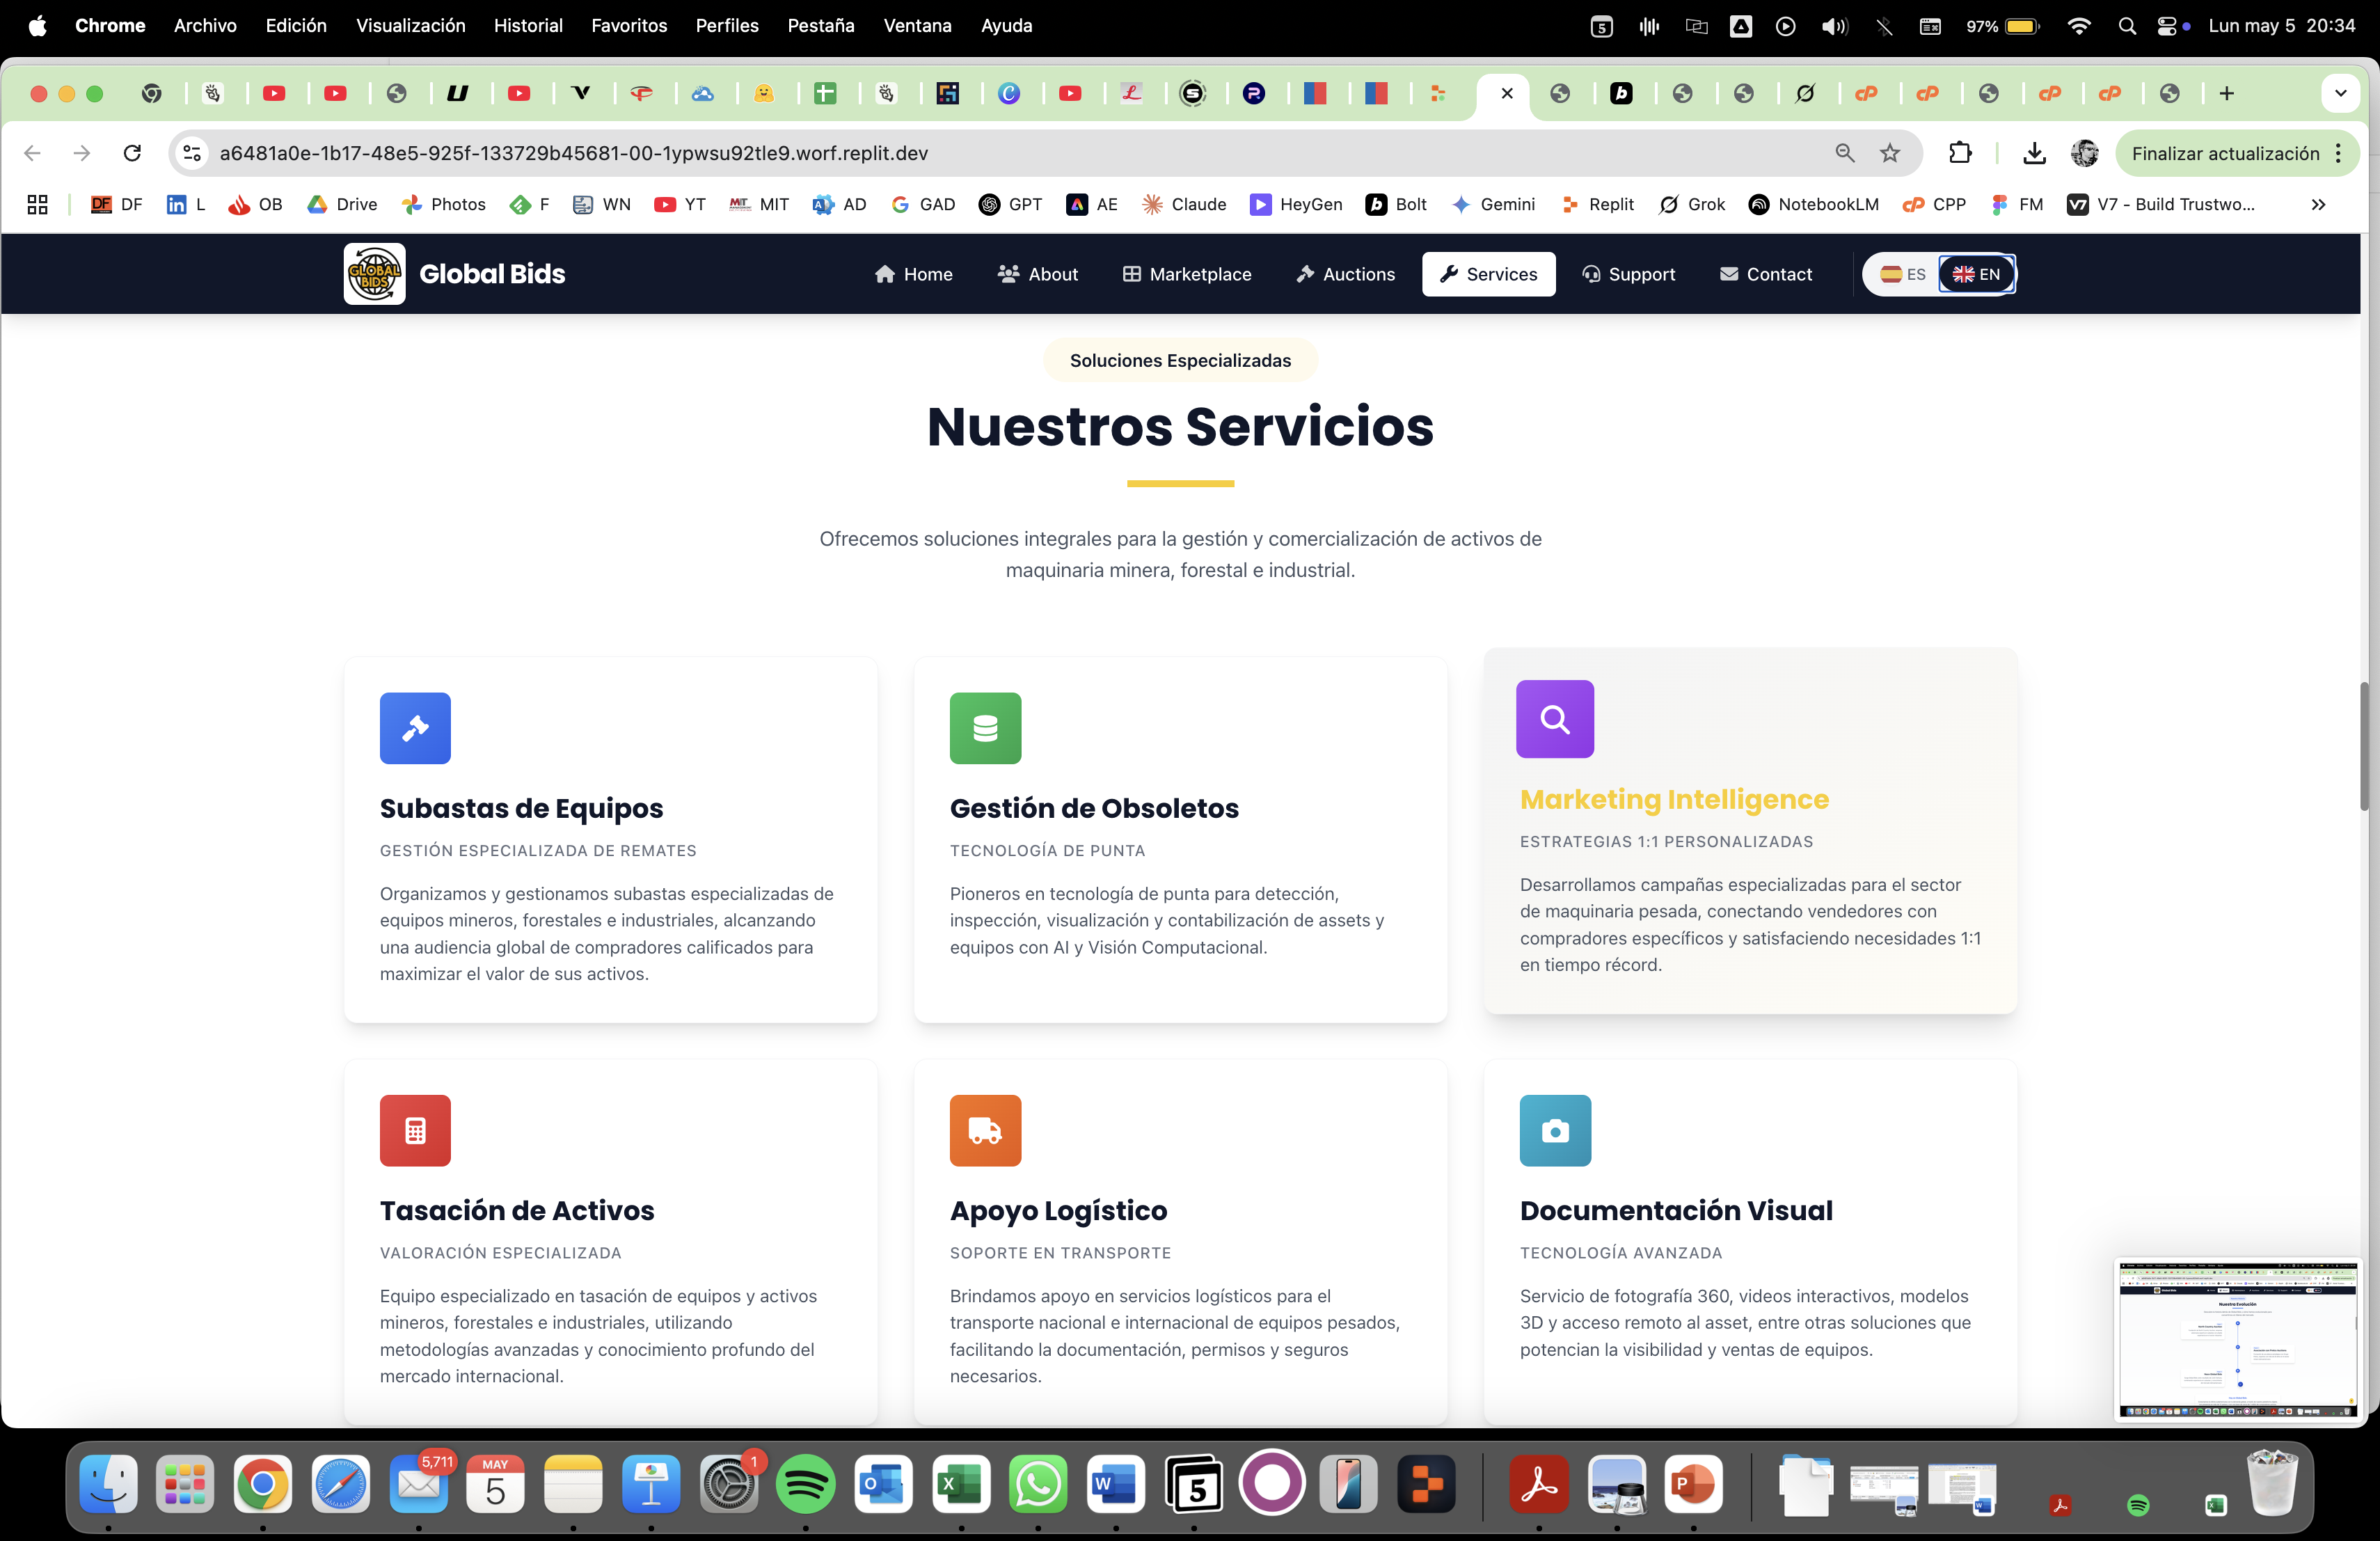 Chrome Archivo Edición Visualización Historial Favoritos Perfiles Pestaña Ventana Ayuda
5 97% Lun may 5 20:34
a6481a0e-1b17-48e5-925f-133729b45681-00-1ypwsu92tle9.worf.replit.dev
Finalizar actualización
DF DF in L OB Drive Photos F WN YT MIT MIT AD GAD GPT AE Claude HeyGen Bolt Gemini Replit Grok NotebookLM CPP FM V7 V7 - Build Trustwo...
GLOBAL BIDS
Global Bids
Home About Marketplace Auctions Services Support Contact ES EN
Soluciones Especializadas
Nuestros Servicios
Ofrecemos soluciones integrales para la gestión y comercialización de activos de
maquinaria minera, forestal e industrial.
Subastas de Equipos
GESTIÓN ESPECIALIZADA DE REMATES
Organizamos y gestionamos subastas especializadas de
equipos mineros, forestales e industriales, alcanzando
una audiencia global de compradores calificados para
maximizar el valor de sus activos.
Gestión de Obsoletos
TECNOLOGÍA DE PUNTA
Pioneros en tecnología de punta para detección,
inspección, visualización y contabilización de assets y
equipos con AI y Visión Computacional.
Marketing Intelligence
ESTRATEGIAS 1:1 PERSONALIZADAS
Desarrollamos campañas especializadas para el sector
de maquinaria pesada, conectando vendedores con
compradores específicos y satisfaciendo necesidades 1:1
en tiempo récord.
Tasación de Activos
VALORACIÓN ESPECIALIZADA
Equipo especializado en tasación de equipos y activos
mineros, forestales e industriales, utilizando
metodologías avanzadas y conocimiento profundo del
mercado internacional.
Apoyo Logístico
SOPORTE EN TRANSPORTE
Brindamos apoyo en servicios logísticos para el
transporte nacional e internacional de equipos pesados,
facilitando la documentación, permisos y seguros
necesarios.
Documentación Visual
TECNOLOGÍA AVANZADA
Servicio de fotografía 360, videos interactivos, modelos
3D y acceso remoto al asset, entre otras soluciones que
potencian la visibilidad y ventas de equipos.
Nuestra Evolución
5,711
MAY
5
1
5